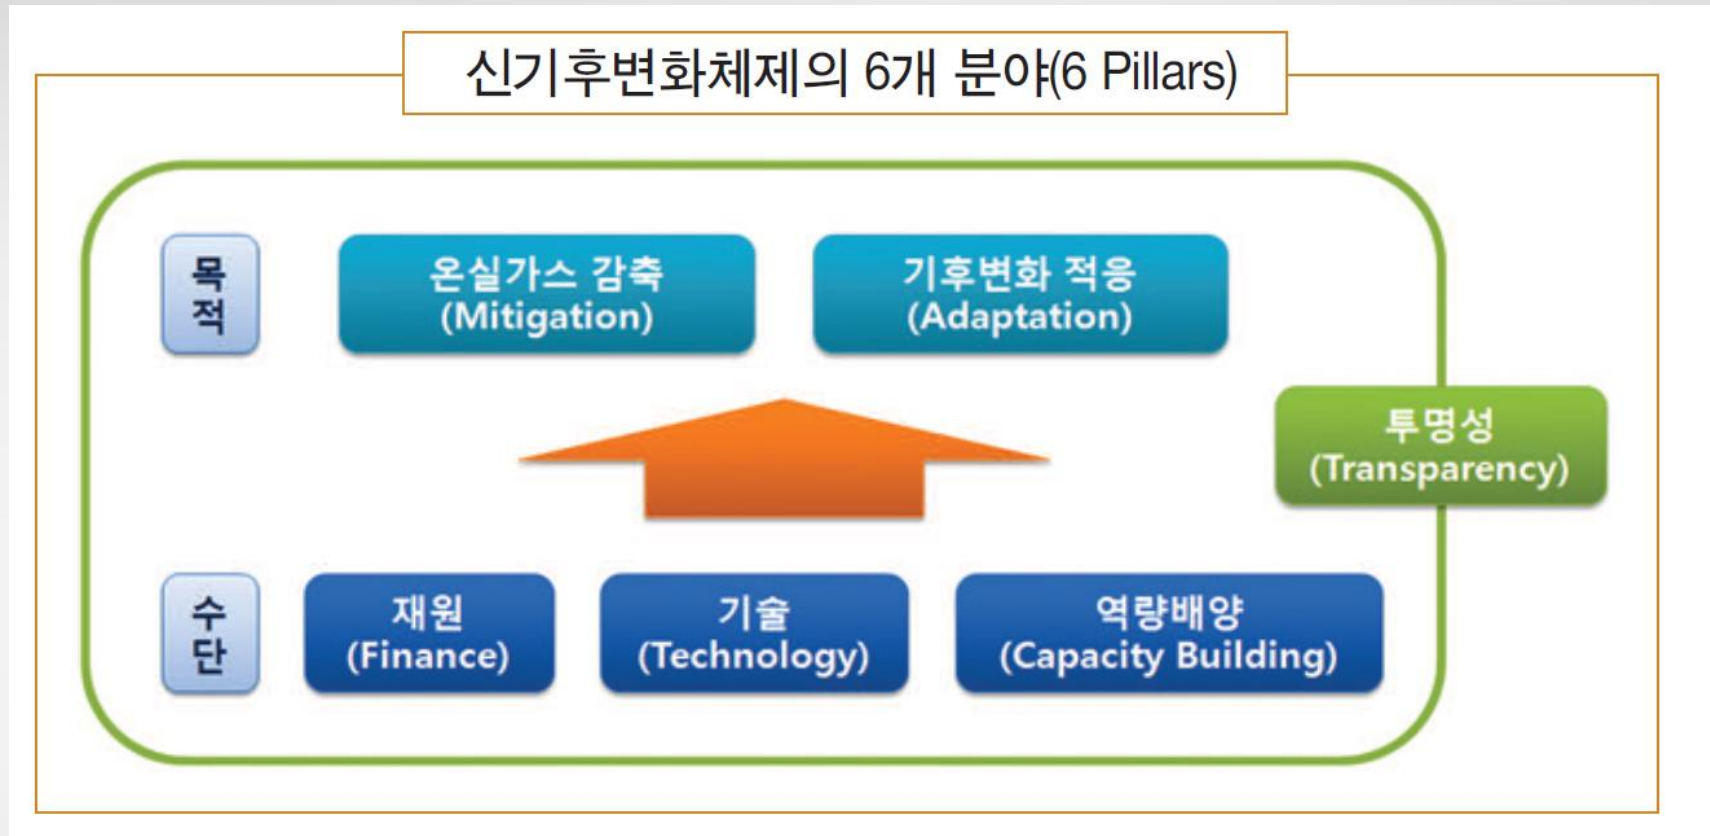 신기후변화체제의 6개 분야(6 Pillars)
목
적
온실가스 감축
(Mitigation)
기후변화 적응
(Adaptation)
투명성
(Transparency)
수
단
재원
(Finance)
기술
(Technology)
역량배양
(Capacity Building)